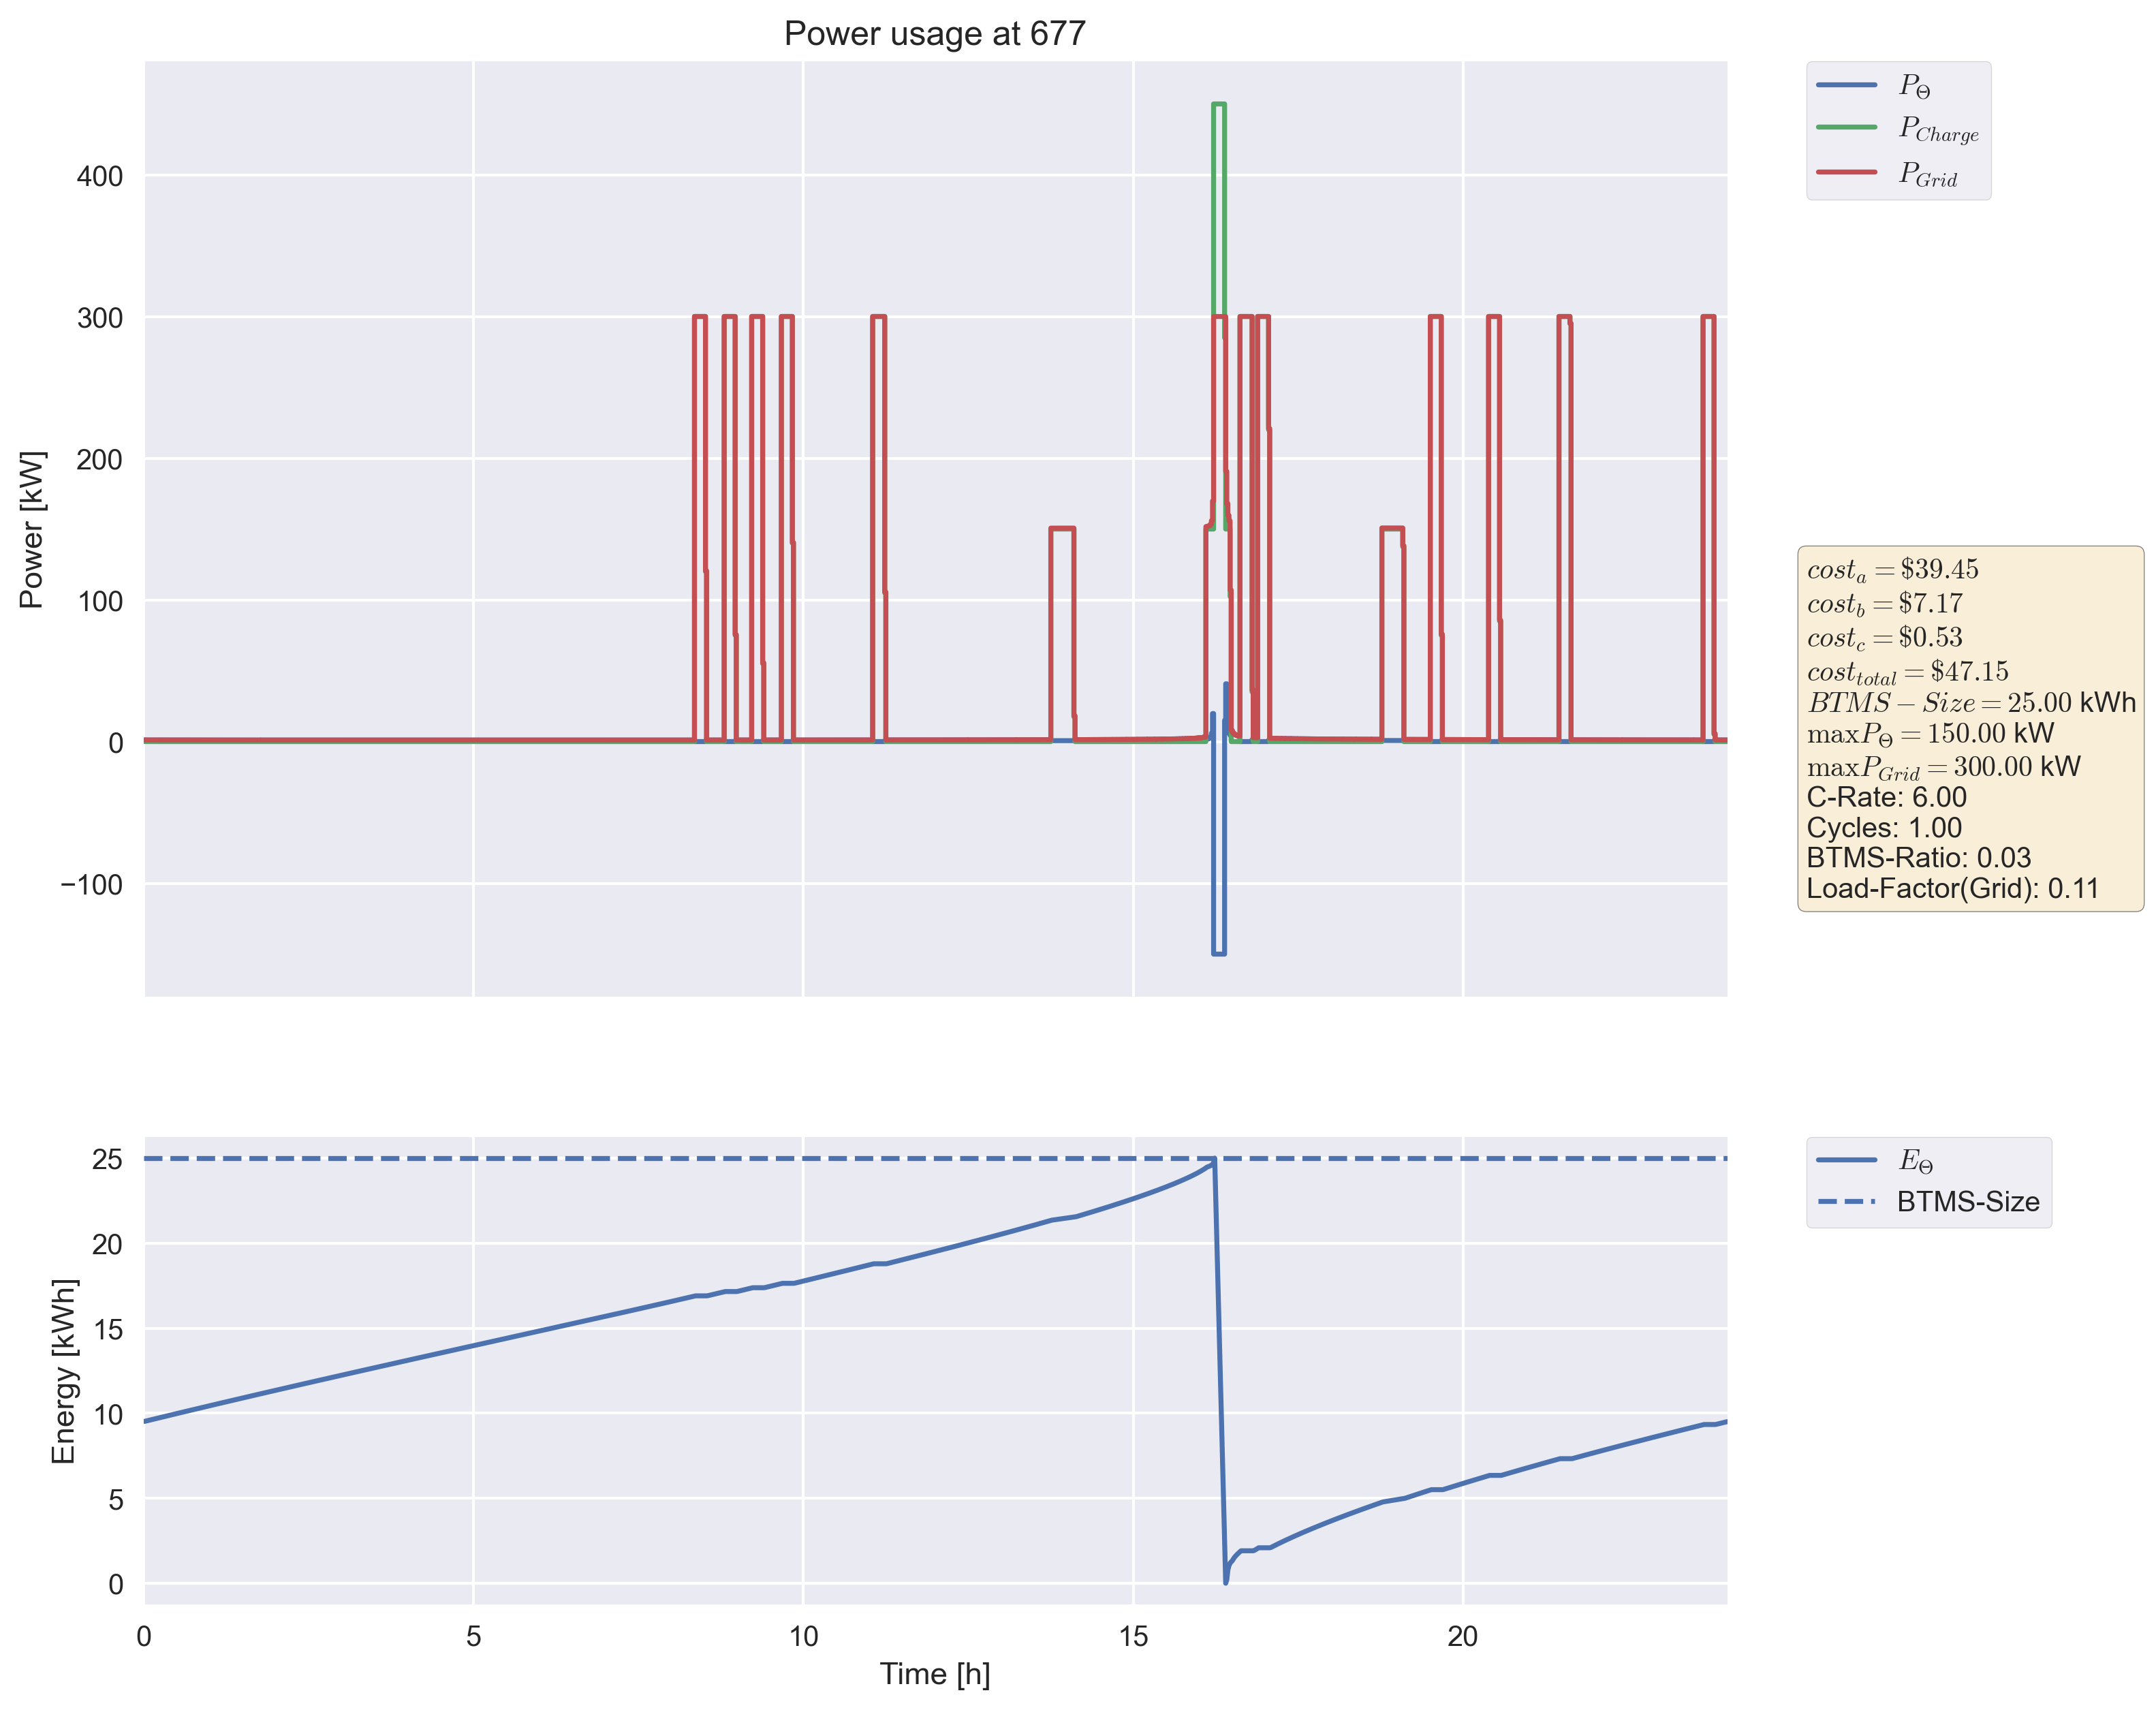 Power usage at 677
Power [kW]
400
300
200
100
0
−100
P_Θ
P_Charge
P_Grid
cost_a = $39.45
cost_b = $7.17
cost_c = $0.53
cost_total = $47.15
BTMS − Size = 25.00 kWh
maxP_Θ = 150.00 kW
maxP_Grid = 300.00 kW
C-Rate: 6.00
Cycles: 1.00
BTMS-Ratio: 0.03
Load-Factor(Grid): 0.11
Energy [kWh]
25
20
15
10
5
0
E_Θ
BTMS-Size
0 5 10 15 20
Time [h]